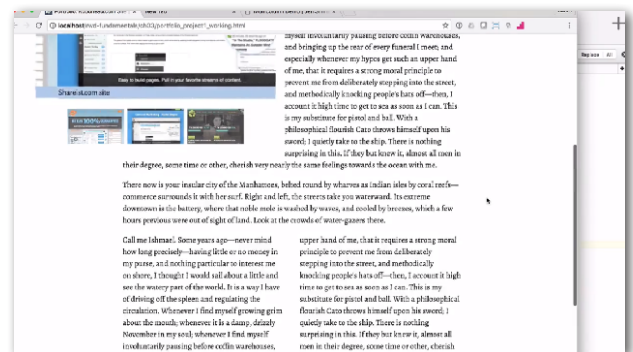 localhost/mvt-fundamentals/ch00/portfolio_project1_working.html
Easy to build pages. Pull in your favorite streams of content.
Shareist.com site
myself involuntarily pausing before coffin warehouses,
and bringing up the rear of every funeral I meet; and
especially whenever my hypos get such an upper hand
of me, that it requires a strong moral principle to
prevent me from deliberately stepping into the street,
and methodically knocking people's hats off—then, I
account it high time to get to sea as soon as I can. This
is my substitute for pistol and ball. With a
philosophical flourish Cato throws himself upon his
sword; I quietly take to the ship. There is nothing
surprising in this. If they but knew it, almost all men in
their degree, some time or other, cherish very nearly the same feelings towards the ocean with me.
There now is your insular city of the Manhattoes, belted round by wharves as Indian isles by coral reefs—
commerce surrounds it with her surf. Right and left, the streets take you waterward. Its extreme
downtown is the battery, where that noble mole is washed by waves, and cooled by breezes, which a few
hours previous were out of sight of land. Look at the crowds of water-gazers there.
Call me Ishmael. Some years ago—never mind
how long precisely—having little or no money in
my purse, and nothing particular to interest me
on shore, I thought I would sail about a little and
see the watery part of the world. It is a way I have
of driving off the spleen and regulating the
circulation. Whenever I find myself growing grim
about the mouth; whenever it is a damp, drizzly
November in my soul; whenever I find myself
involuntarily pausing before coffin warehouses,
upper hand of me, that it requires a strong moral
principle to prevent me from deliberately
stepping into the street, and methodically
knocking people's hats off—then, I account it high
time to get to sea as soon as I can. This is my
substitute for pistol and ball. With a philosophical
flourish Cato throws himself upon his sword; I
quietly take to the ship. There is nothing
surprising in this. If they but knew it, almost all
men in their degree, some time or other, cherish